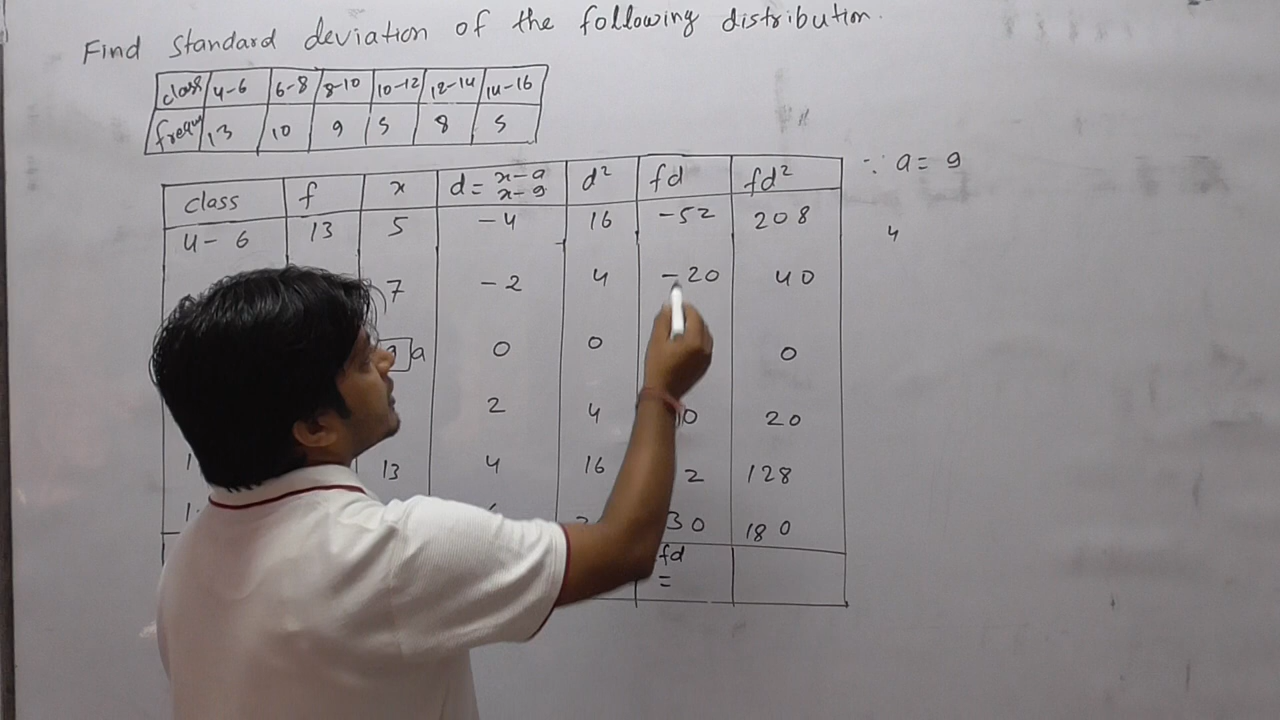 Find standard deviation of the following distribution.
class 4-6 6-8 8-10 10-12 12-14 14-16
frequ 13 10 9 5 8 5
class f x d = x-a d² fd fd² ∵ a = 9
x-9
4-6 13 5 -4 16 -52 208
4
7 -2 4 -20 40
a 0 0 0
2 4 10 20
13 4 16 2 128
30 180
fd
=